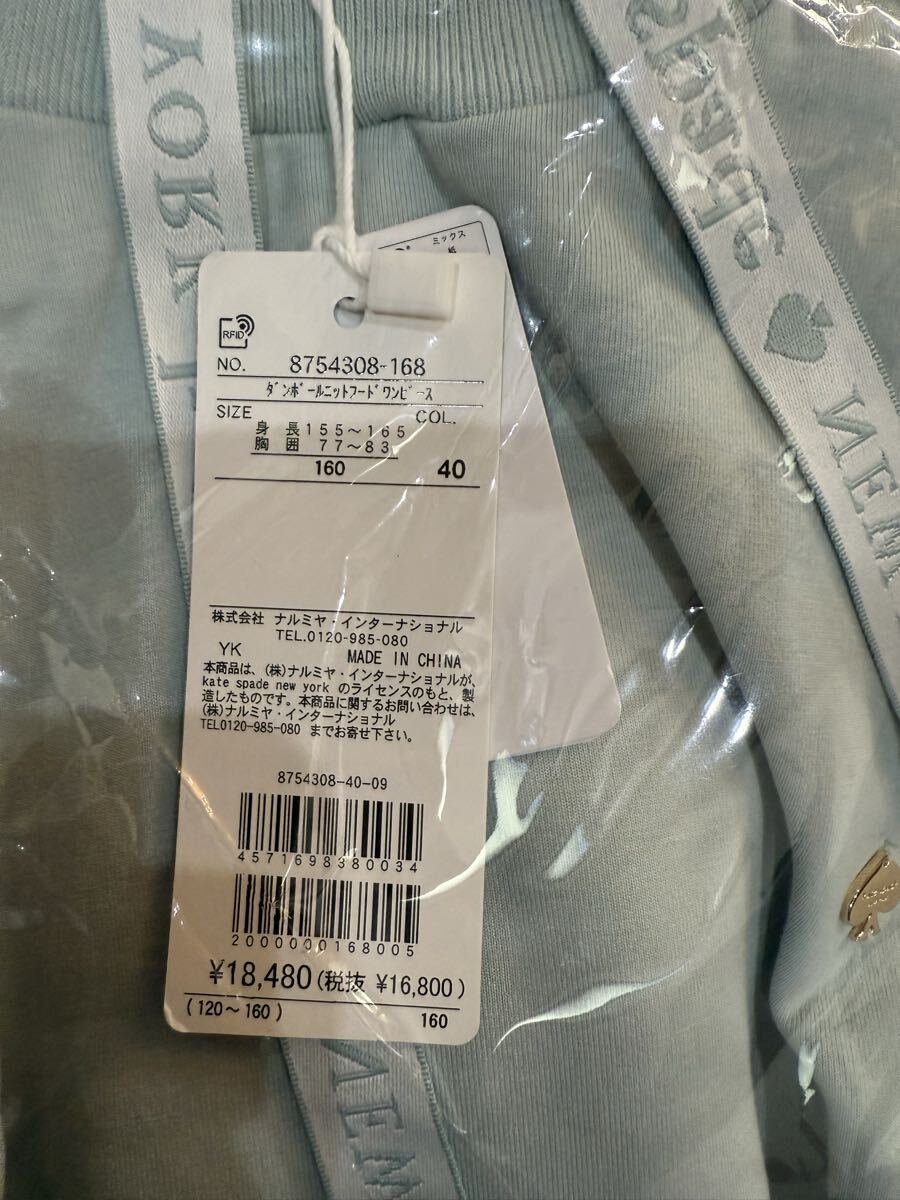 YORK
spade
NEW
ミックス
RFID
NO. 8754308-168
ﾀﾞﾝﾎﾞｰﾙﾆｯﾄﾌｰﾄﾞﾜﾝﾋﾟｰｽ
SIZE COL.
身長155～165
胸囲 77～83
160 40
株式会社 ナルミヤ・インターナショナル
TEL.0120-985-080
YK MADE IN CHINA
本商品は、(株)ナルミヤ・インターナショナルが、
kate spade new york のライセンスのもと、製
造したものです。本商品に関するお問い合わせは、
(株)ナルミヤ・インターナショナル
TEL0120-985-080 までお寄せ下さい。
8754308-40-09
4571698380034
2000000168005
¥18,480(税抜 ¥16,800)
(120～160) 160
NEW